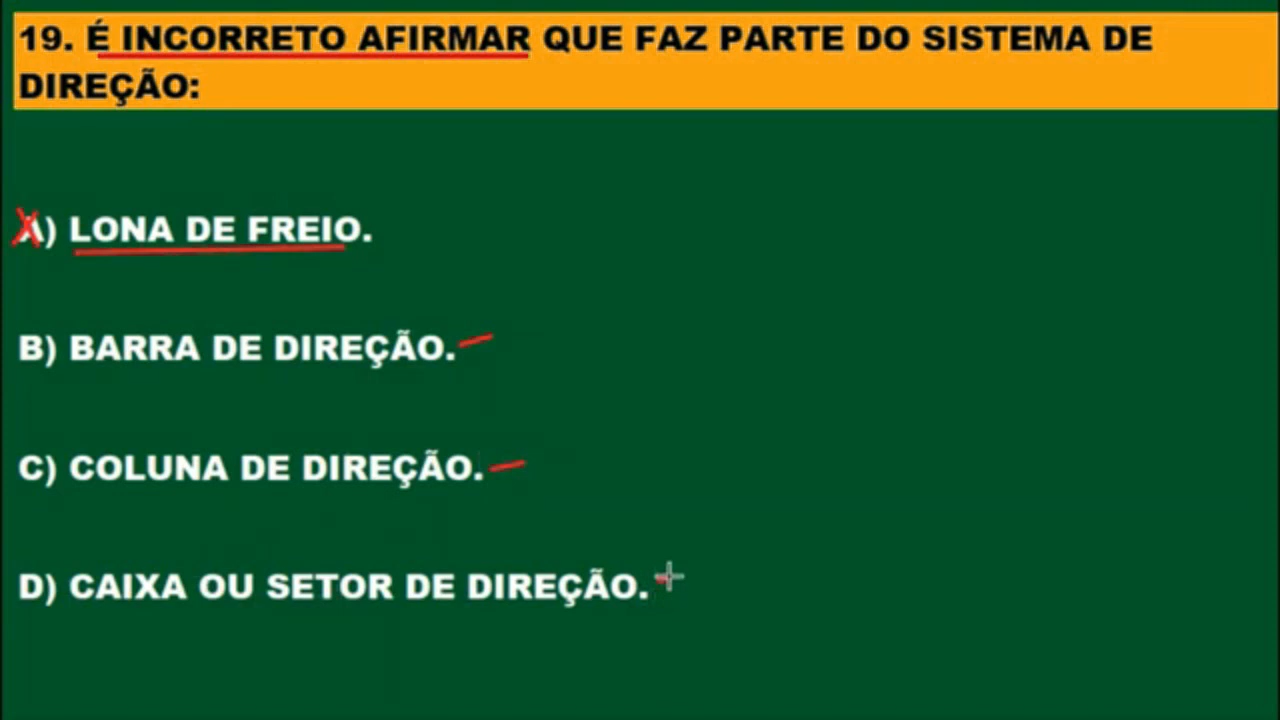 19. É INCORRETO AFIRMAR QUE FAZ PARTE DO SISTEMA DE
DIREÇÃO:
A) LONA DE FREIO.
B) BARRA DE DIREÇÃO.
C) COLUNA DE DIREÇÃO.
D) CAIXA OU SETOR DE DIREÇÃO.